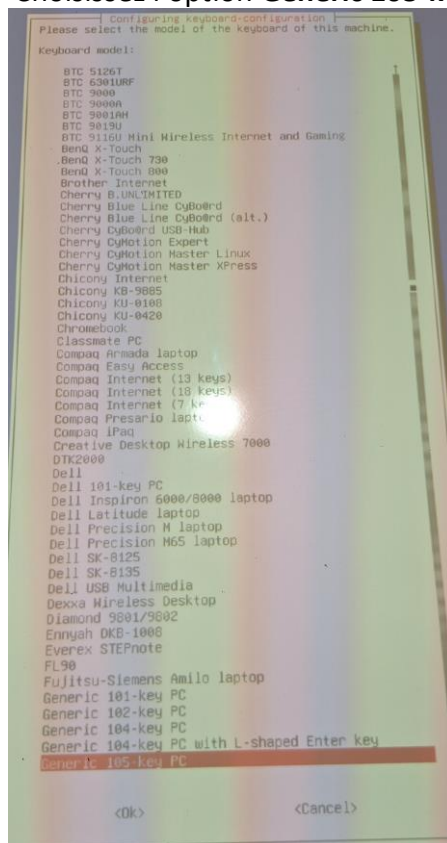 Configuring keyboard-configuration
Please select the model of the keyboard of this machine.
Keyboard model:
BTC 5126T
BTC 6301URF
BTC 9000
BTC 9000A
BTC 9001AH
BTC 9019U
BTC 9116U Mini Wireless Internet and Gaming
BenQ X-Touch
BenQ X-Touch 730
BenQ X-Touch 800
Brother Internet
Cherry B.UNLIMITED
Cherry Blue Line CyBo@rd
Cherry Blue Line CyBo@rd (alt.)
Cherry CyBo@rd USB-Hub
Cherry CyMotion Expert
Cherry CyMotion Master Linux
Cherry CyMotion Master XPress
Chicony Internet
Chicony KB-9885
Chicony KU-0108
Chicony KU-0420
Chromebook
Classmate PC
Compaq Armada laptop
Compaq Easy Access
Compaq Internet (13 keys)
Compaq Internet (18 keys)
Compaq Internet (7
Compaq Presario
Compaq iPaq
Creative Desktop Wireless 7000
DTK2000
Dell
Dell 101-key PC
Dell Inspiron 6000/8000 laptop
Dell Latitude laptop
Dell Precision M laptop
Dell Precision M65 laptop
Dell SK-8125
Dell SK-8135
Dell USB Multimedia
Dexxa Wireless Desktop
Diamond 9801/9802
Ennyah DKB-1008
Everex STEPnote
FL90
Fujitsu-Siemens Amilo laptop
Generic 101-key PC
Generic 102-key PC
Generic 104-key PC
Generic 104-key PC with L-shaped Enter key
Generic 105-key PC
<Ok> <Cancel>